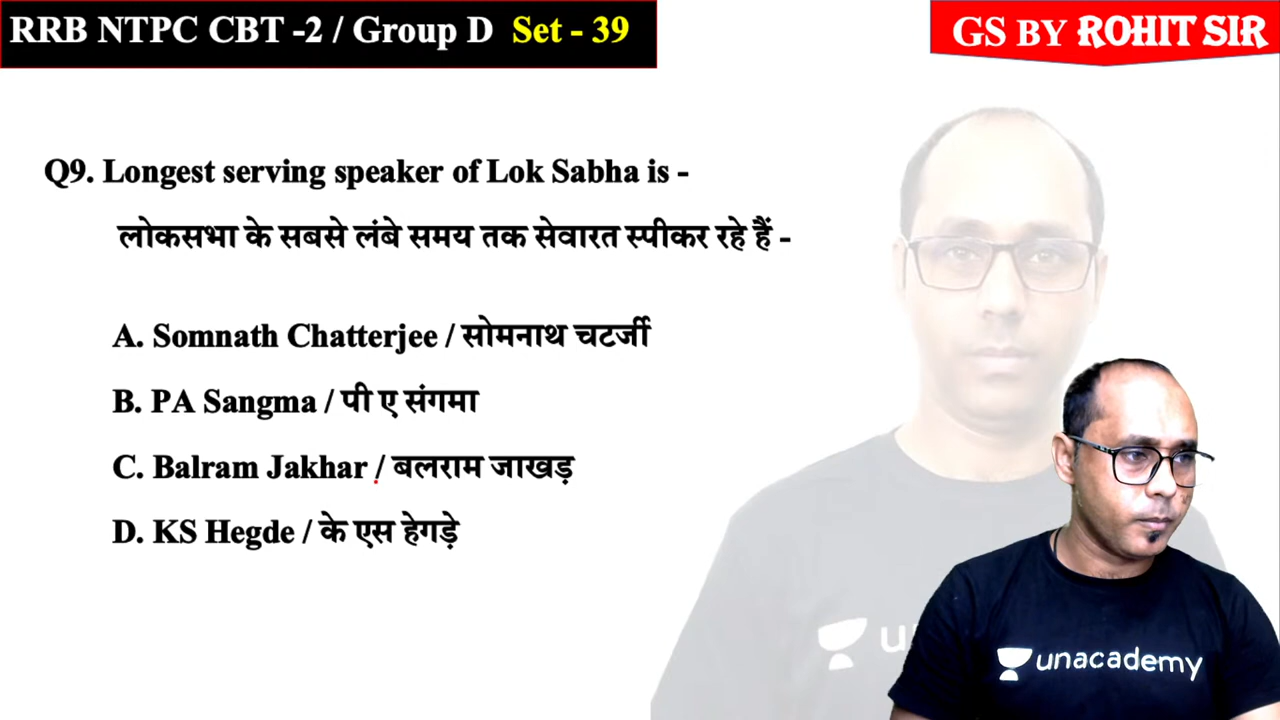 RRB NTPC CBT -2 / Group D Set - 39
GS BY ROHIT SIR
Q9. Longest serving speaker of Lok Sabha is -
लोकसभा के सबसे लंबे समय तक सेवारत स्पीकर रहे हैं -
A. Somnath Chatterjee / सोमनाथ चटर्जी
B. PA Sangma / पी ए संगमा
C. Balram Jakhar / बलराम जाखड़
D. KS Hegde / के एस हेगड़े
u
unacademy